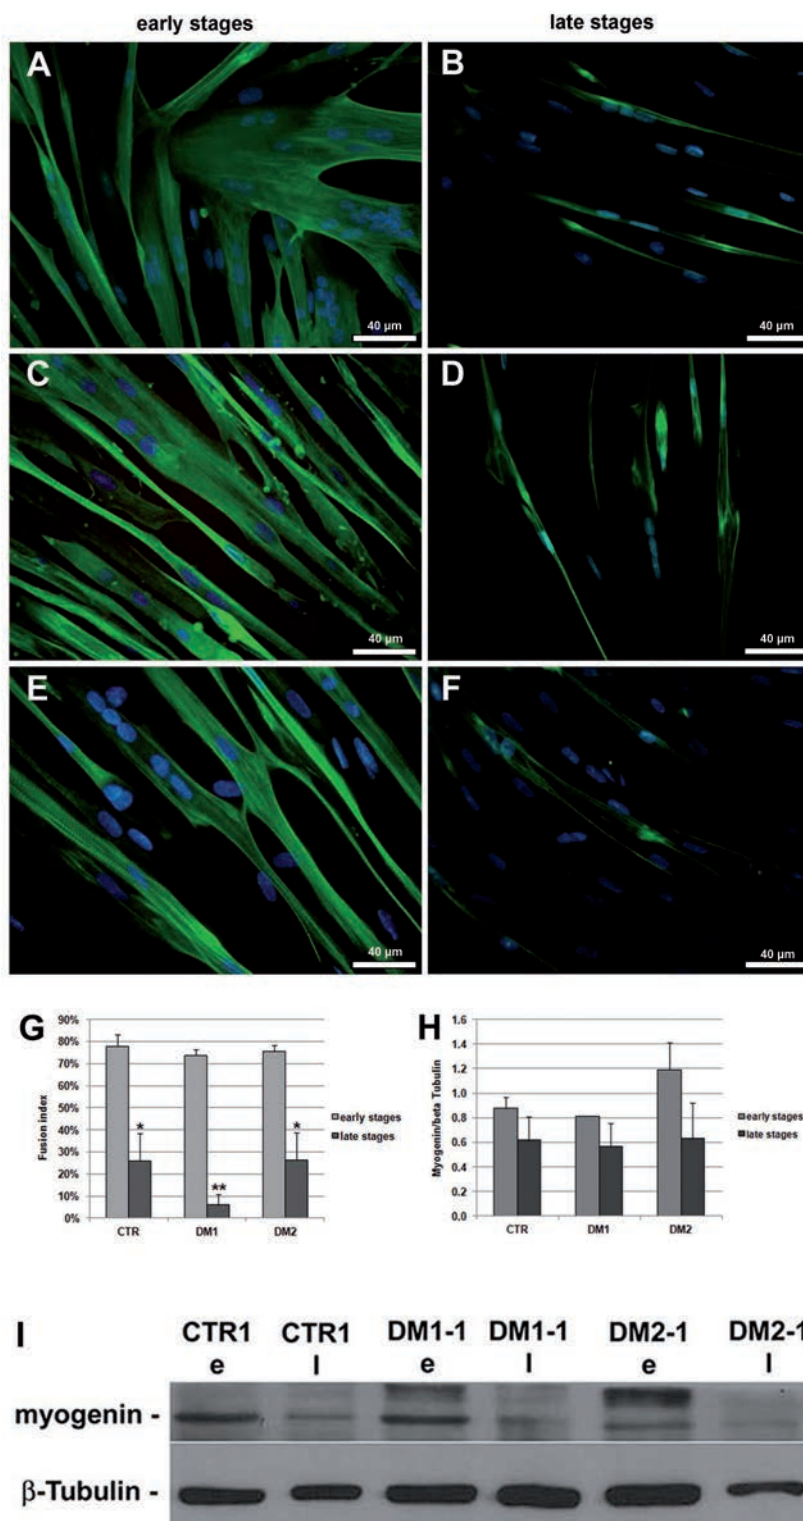 early stages late stages
A B
40 µm 40 µm
C D
40 µm 40 µm
E F
40 µm 40 µm
G
90%
80%
70%
60%
50%
40%
30%
20%
10%
0%
Fusion index
* ** *
CTR DM1 DM2
early stages
late stages
H
1.6
1.4
1.2
1.0
0.8
0.6
0.4
0.2
0.0
Myogenin/beta Tubulin
CTR DM1 DM2
early stages
late stages
I
CTR1 CTR1 DM1-1 DM1-1 DM2-1 DM2-1
e l e l e l
myogenin -
β-Tubulin -